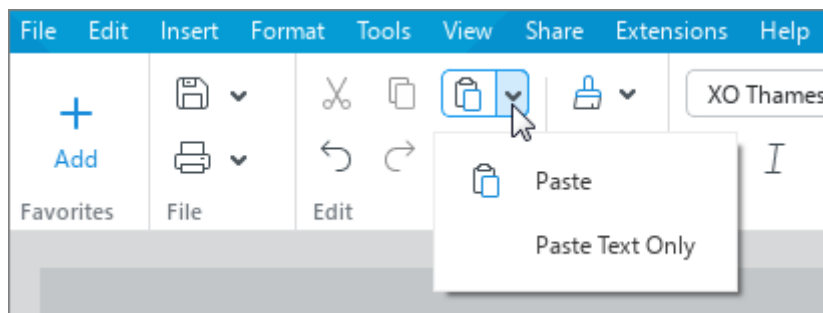 File Edit Insert Format Tools View Share Extensions Help
XO Thames
Add
Paste
Favorites File Edit
Paste Text Only